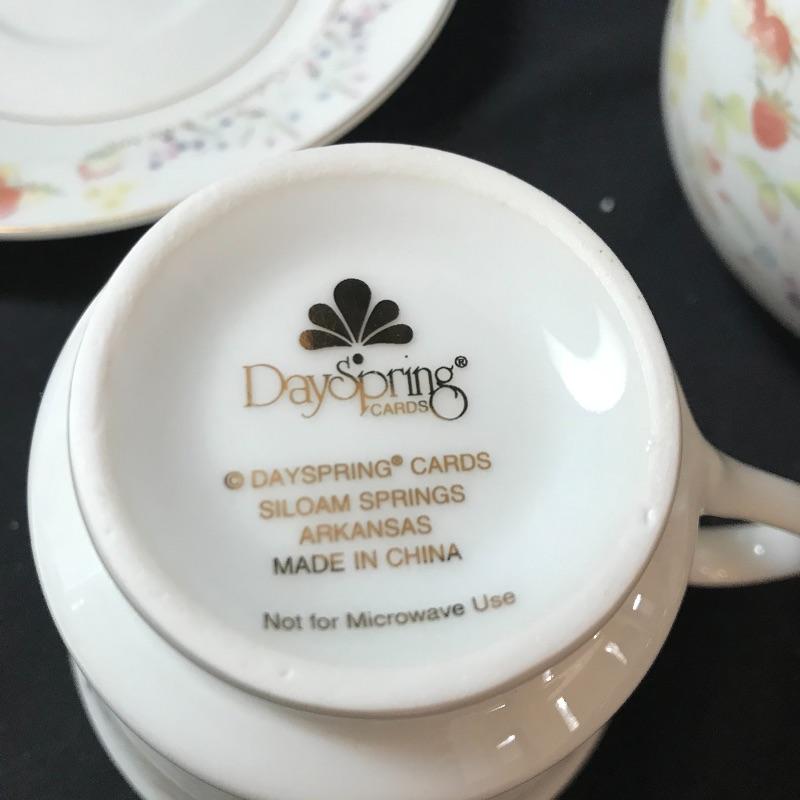 DaySpring®
CARDS
© DAYSPRING® CARDS
SILOAM SPRINGS
ARKANSAS
MADE IN CHINA
Not for Microwave Use